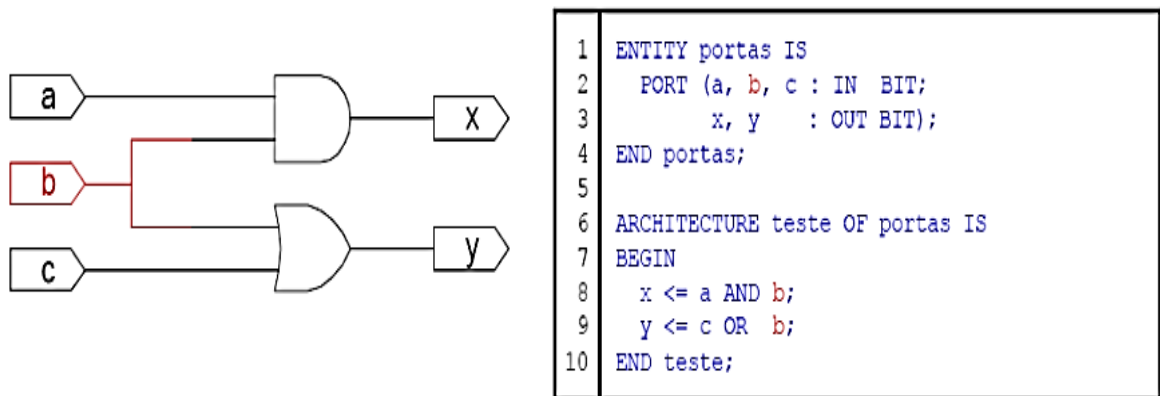 a
b
c
x
y
1 ENTITY portas IS
2 PORT (a, b, c : IN BIT;
3 x, y : OUT BIT);
4 END portas;
5
6 ARCHITECTURE teste OF portas IS
7 BEGIN
8 x <= a AND b;
9 y <= c OR b;
10 END teste;